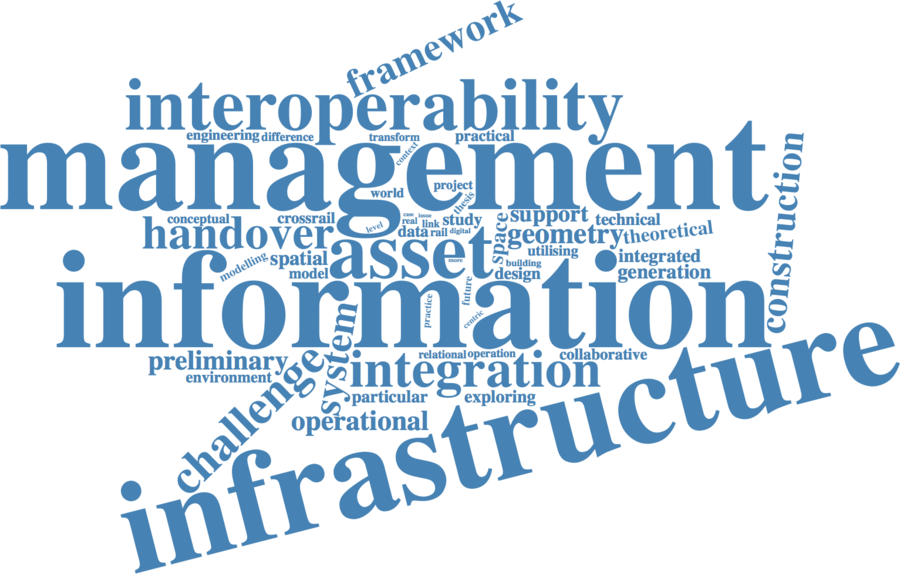 framework
interoperability
engineering
difference
transform
practical
context
management
construction
world
project
thesis
conceptual
crossrail
level
case
issue
real
link
study
space
support
technical
handover
data
rail
digital
geometry
theoretical
asset
utilising
modelling
spatial
more
building
integrated
model
design
generation
information
future
practice
centric
system
preliminary
relational
operation
collaborative
environment
challenge
integration
particular
exploring
operational
infrastructure